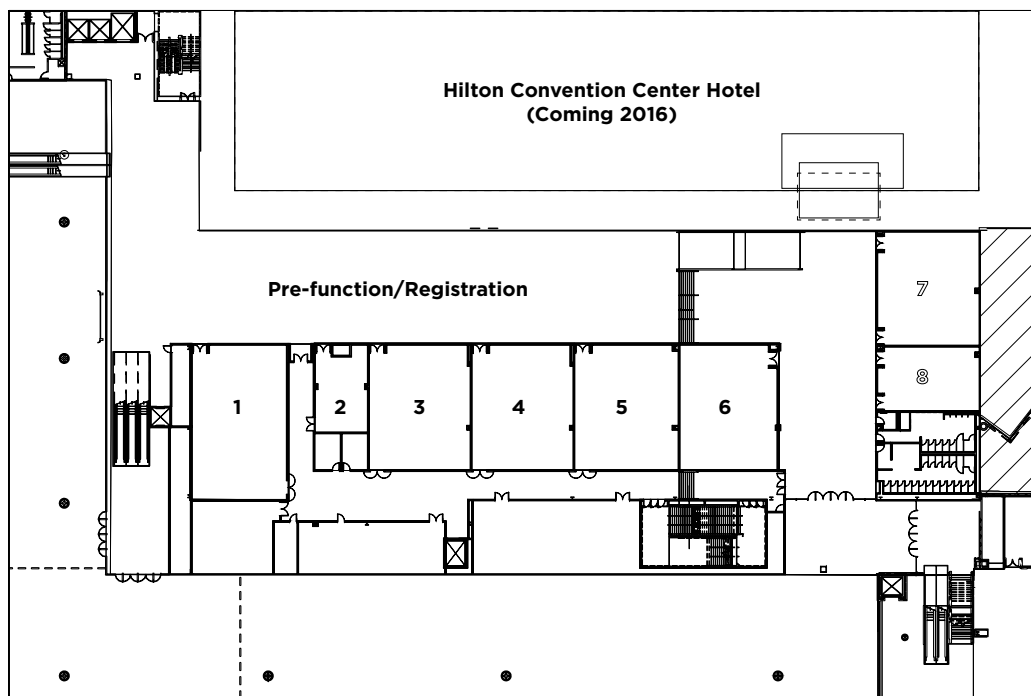 Hilton Convention Center Hotel
(Coming 2016)
Pre-function/Registration
7
8
1
2
3
4
5
6